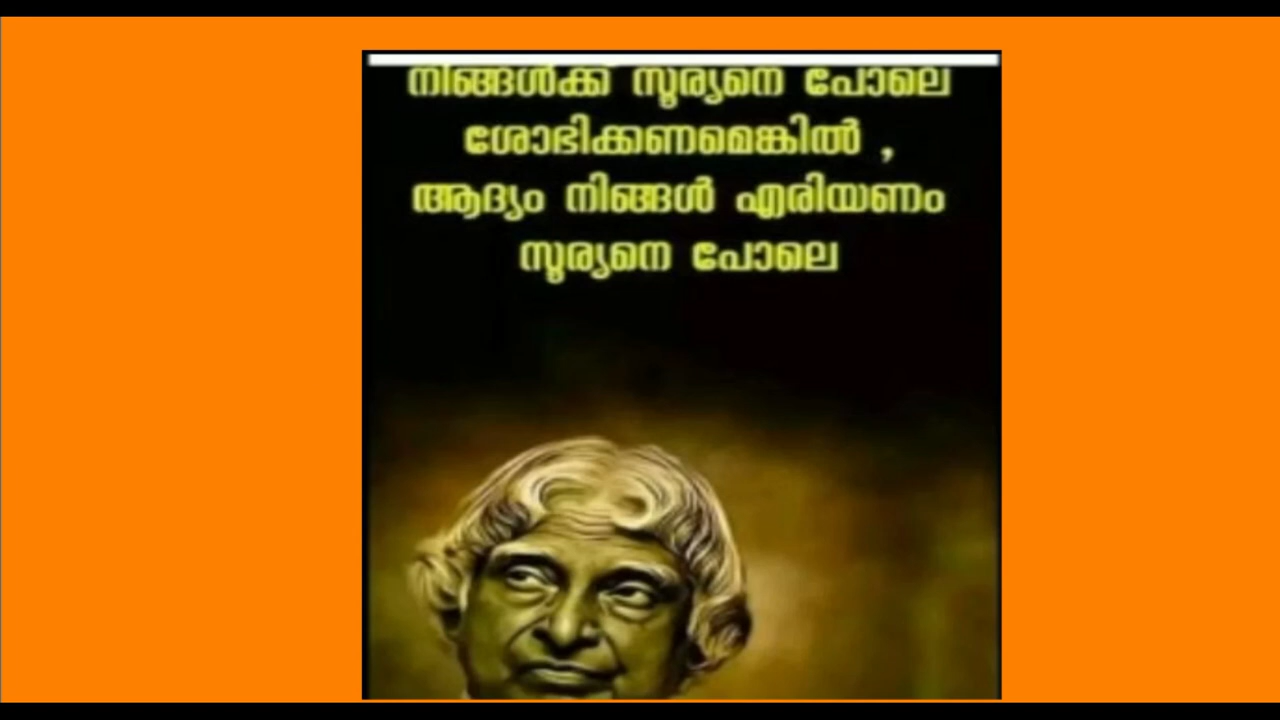 നിങ്ങൾക്ക് സൂര്യനെ പോലെ
ശോഭിക്കണമെങ്കിൽ ,
ആദ്യം നിങ്ങൾ എരിയണം
സൂര്യനെ പോലെ